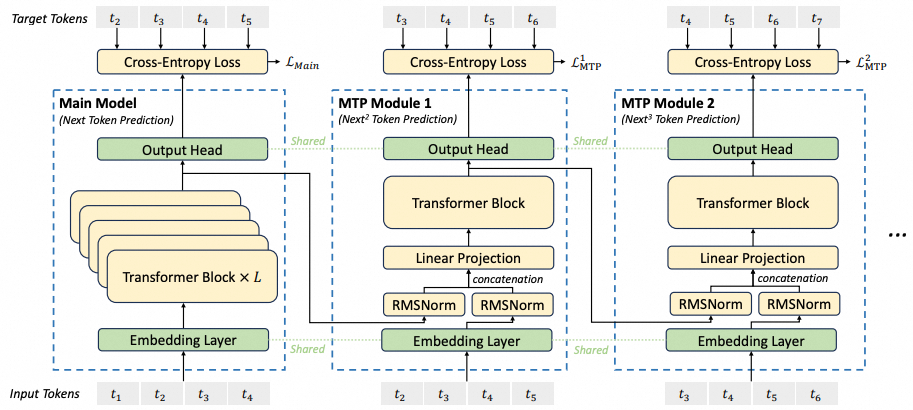 Target Tokens t₂ t₃ t₄ t₅ t₃ t₄ t₅ t₆ t₄ t₅ t₆ t₇
Cross-Entropy Loss ℒ_Main Cross-Entropy Loss ℒ¹_MTP Cross-Entropy Loss ℒ²_MTP
Main Model MTP Module 1 MTP Module 2
(Next Token Prediction) (Next² Token Prediction) (Next³ Token Prediction)
Output Head Shared Output Head Shared Output Head
Transformer Block Transformer Block
Transformer Block × L Linear Projection Linear Projection
concatenation concatenation
RMSNorm RMSNorm RMSNorm RMSNorm
Embedding Layer Shared Embedding Layer Shared Embedding Layer
...
Input Tokens t₁ t₂ t₃ t₄ t₂ t₃ t₄ t₅ t₃ t₄ t₅ t₆